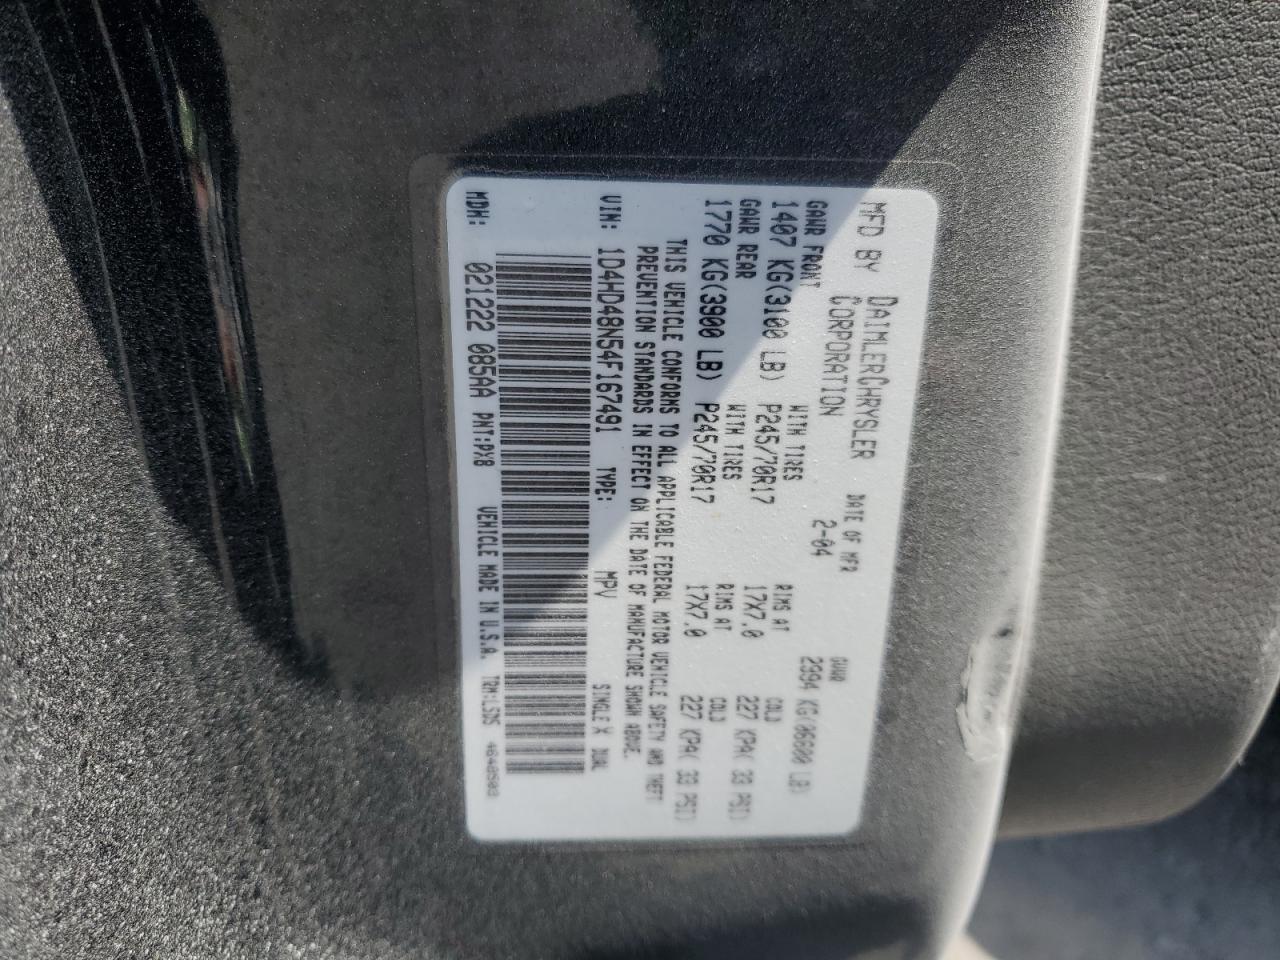 MFD BY DAIMLERCHRYSLER CORPORATION
DATE OF MFR 2-04
GVWR 2994 KG(06600 LB)
GAWR FRONT WITH TIRES RIMS AT COLD
1407 KG(3100 LB) P245/70R17 17X7.0 227 KPA( 33 PSI)
GAWR REAR WITH TIRES RIMS AT COLD
1770 KG(3900 LB) P245/70R17 17X7.0 227 KPA( 33 PSI)
THIS VEHICLE CONFORMS TO ALL APPLICABLE FEDERAL MOTOR VEHICLE SAFETY AND THEFT
PREVENTION STANDARDS IN EFFECT ON THE DATE OF MANUFACTURE SHOWN ABOVE.
VIN: 1D4HD48N54F167491 TYPE: MPV SINGLE X DUAL
MDH: 021222 085AA PNT:PX8 VEHICLE MADE IN U.S.A. TRM:L5D5